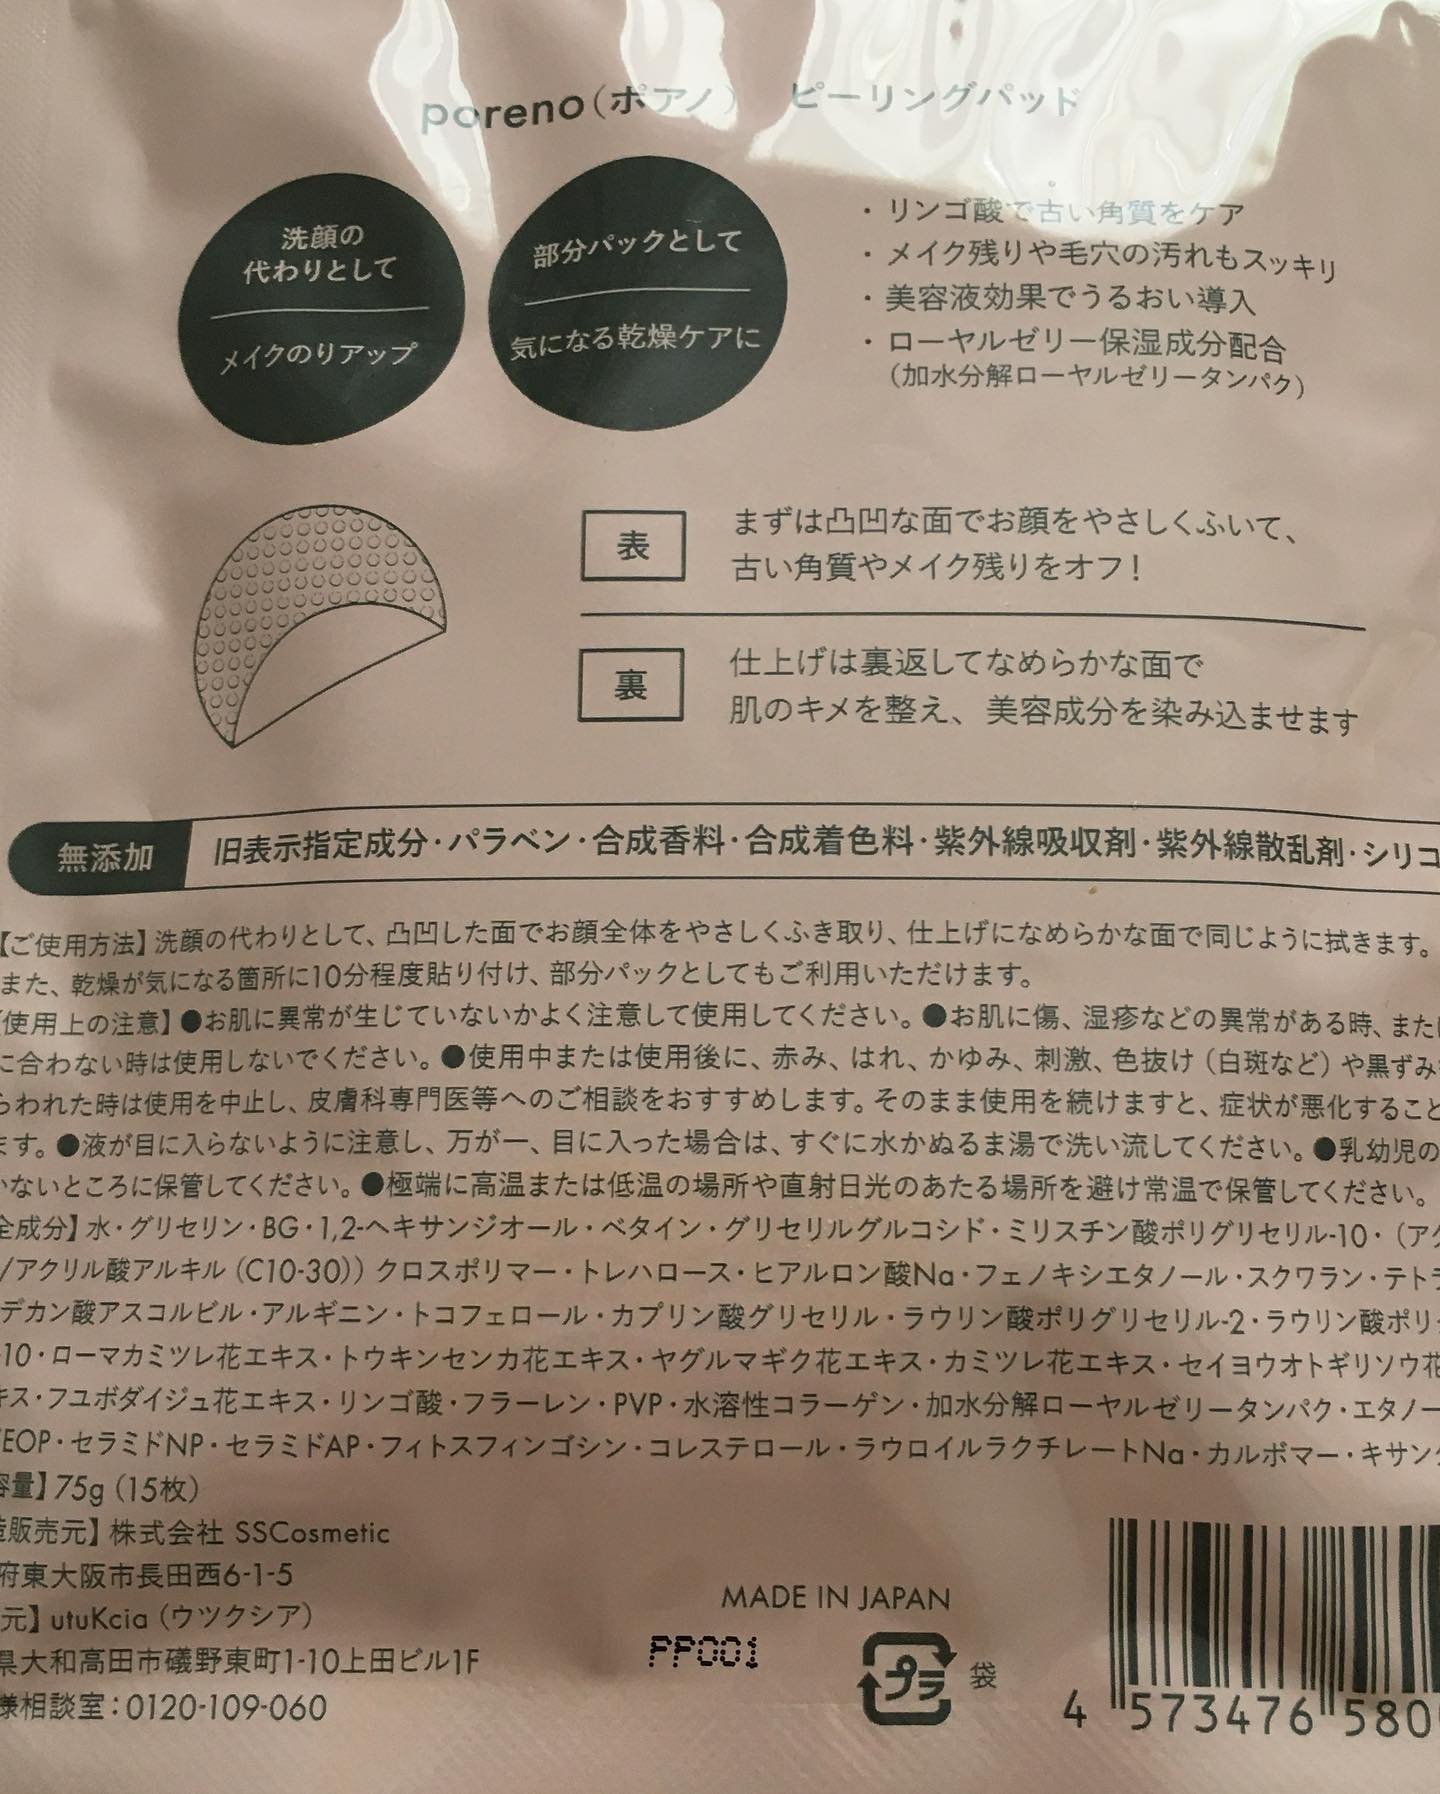 poreno（ポアノ） ピーリングパッド
洗顔の
代わりとして
メイクのりアップ
部分パックとして
気になる乾燥ケアに
・リンゴ酸で古い角質をケア
・メイク残りや毛穴の汚れもスッキリ
・美容液効果でうるおい導入
・ローヤルゼリー保湿成分配合
（加水分解ローヤルゼリータンパク）
表
まずは凸凹な面でお顔をやさしくふいて、
古い角質やメイク残りをオフ！
裏
仕上げは裏返してなめらかな面で
肌のキメを整え、美容成分を染み込ませます
無添加 旧表示指定成分・パラベン・合成香料・合成着色料・紫外線吸収剤・紫外線散乱剤・シリコ
【ご使用方法】洗顔の代わりとして、凸凹した面でお顔全体をやさしくふき取り、仕上げになめらかな面で同じように拭きます。
また、乾燥が気になる箇所に10分程度貼り付け、部分パックとしてもご利用いただけます。
【使用上の注意】●お肌に異常が生じていないかよく注意して使用してください。●お肌に傷、湿疹などの異常がある時、また
に合わない時は使用しないでください。●使用中または使用後に、赤み、はれ、かゆみ、刺激、色抜け（白斑など）や黒ずみ
らわれた時は使用を中止し、皮膚科専門医等へのご相談をおすすめします。そのまま使用を続けますと、症状が悪化すること
ます。●液が目に入らないように注意し、万が一、目に入った場合は、すぐに水かぬるま湯で洗い流してください。●乳幼児の
かないところに保管してください。●極端に高温または低温の場所や直射日光のあたる場所を避け常温で保管してください。
全成分】水・グリセリン・BG・1,2-ヘキサンジオール・ベタイン・グリセリルグルコシド・ミリスチン酸ポリグリセリル-10・（アク
/アクリル酸アルキル（C10-30））クロスポリマー・トレハロース・ヒアルロン酸Na・フェノキシエタノール・スクワラン・テトラ
デカン酸アスコルビル・アルギニン・トコフェロール・カプリン酸グリセリル・ラウリン酸ポリグリセリル-2・ラウリン酸ポリ
-10・ローマカミツレ花エキス・トウキンセンカ花エキス・ヤグルマギク花エキス・カミツレ花エキス・セイヨウオトギリソウ花
キス・フユボダイジュ花エキス・リンゴ酸・フラーレン・PVP・水溶性コラーゲン・加水分解ローヤルゼリータンパク・エタノー
EOP・セラミドNP・セラミドAP・フィトスフィンゴシン・コレステロール・ラウロイルラクチレートNa・カルボマー・キサン
容量】75g（15枚）
造販売元】株式会社 SSCosmetic
府東大阪市長田西6-1-5
元】utuKcia（ウツクシア）
県大和高田市礒野東町1-10上田ビル1F
様相談室：0120-109-060
MADE IN JAPAN
PP001
プラ 袋
4 573476 580